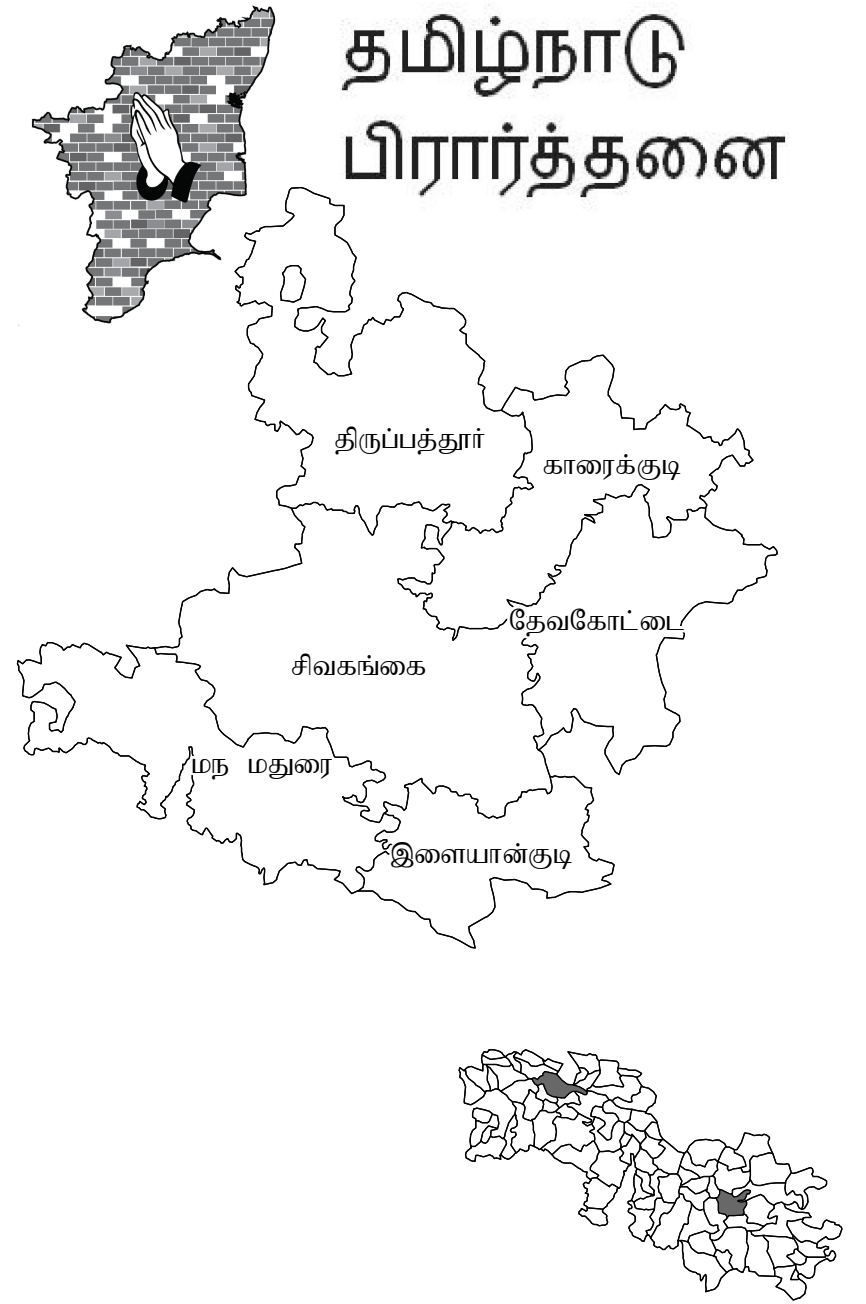 தமிழ்நாடு
பிரார்த்தனை
திருப்பத்தூர்
காரைக்குடி
தேவகோட்டை
சிவகங்கை
மந மதுரை
இளையான்குடி